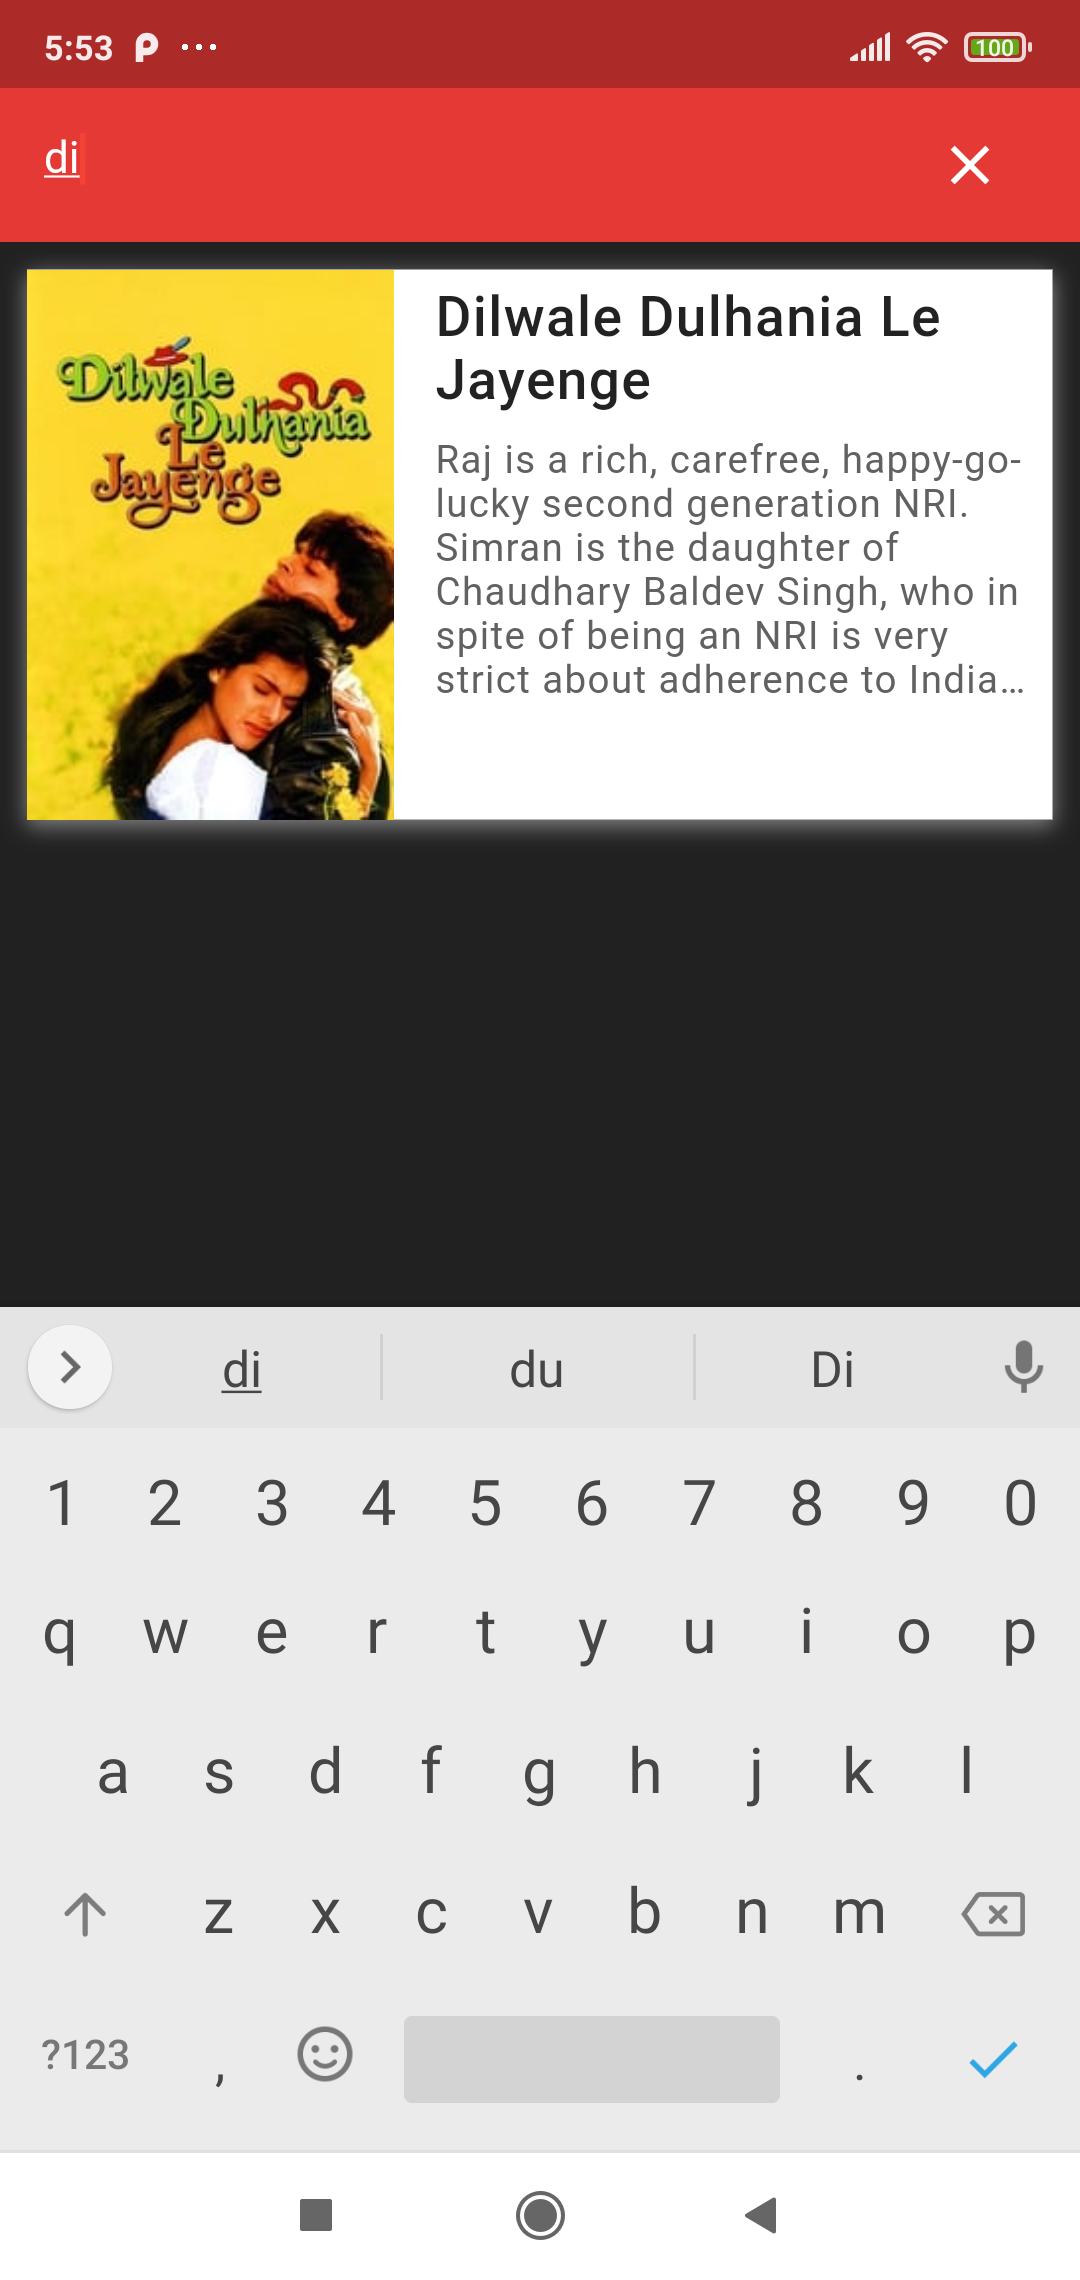 5:53
100
di
Dilwale
Dulhania
Le
Jayenge
Dilwale Dulhania Le
Jayenge
Raj is a rich, carefree, happy-go-
lucky second generation NRI.
Simran is the daughter of
Chaudhary Baldev Singh, who in
spite of being an NRI is very
strict about adherence to India...
di du Di
1 2 3 4 5 6 7 8 9 0
q w e r t y u i o p
a s d f g h j k l
z x c v b n m
?123 , .